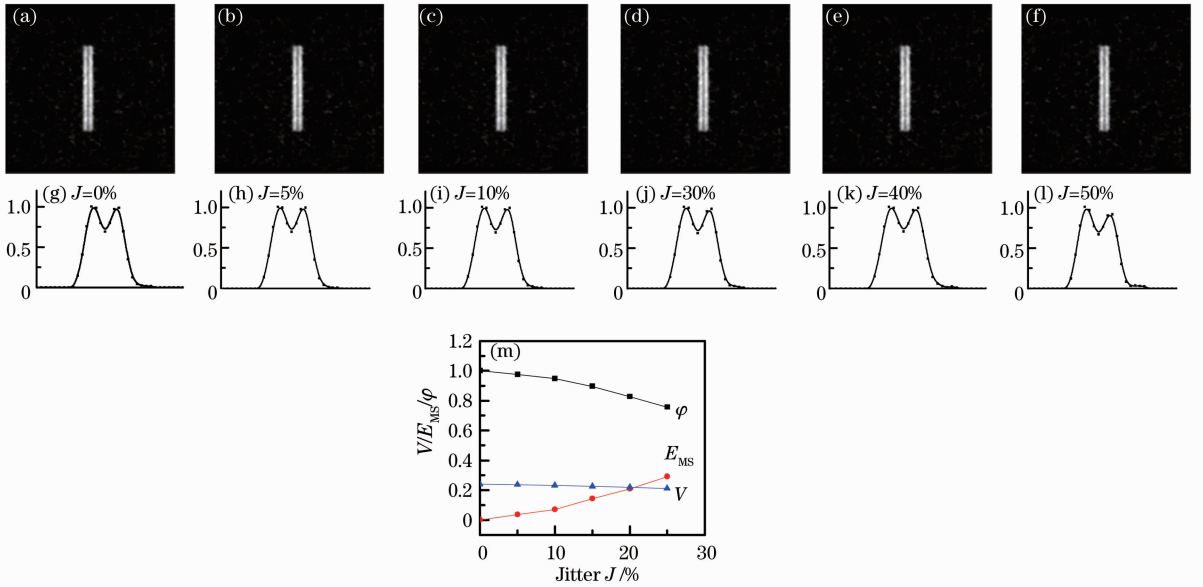 (a) (b) (c) (d) (e) (f)
(g) J=0% (h) J=5% (i) J=10% (j) J=30% (k) J=40% (l) J=50%
1.0 1.0 1.0 1.0 1.0 1.0
0.5 0.5 0.5 0.5 0.5 0.5
0 0 0 0 0 0
(m)
1.2
1.0
0.8
0.6
0.4
0.2
0
V/E_MS/φ
φ
E_MS
V
0 10 20 30
Jitter J /%